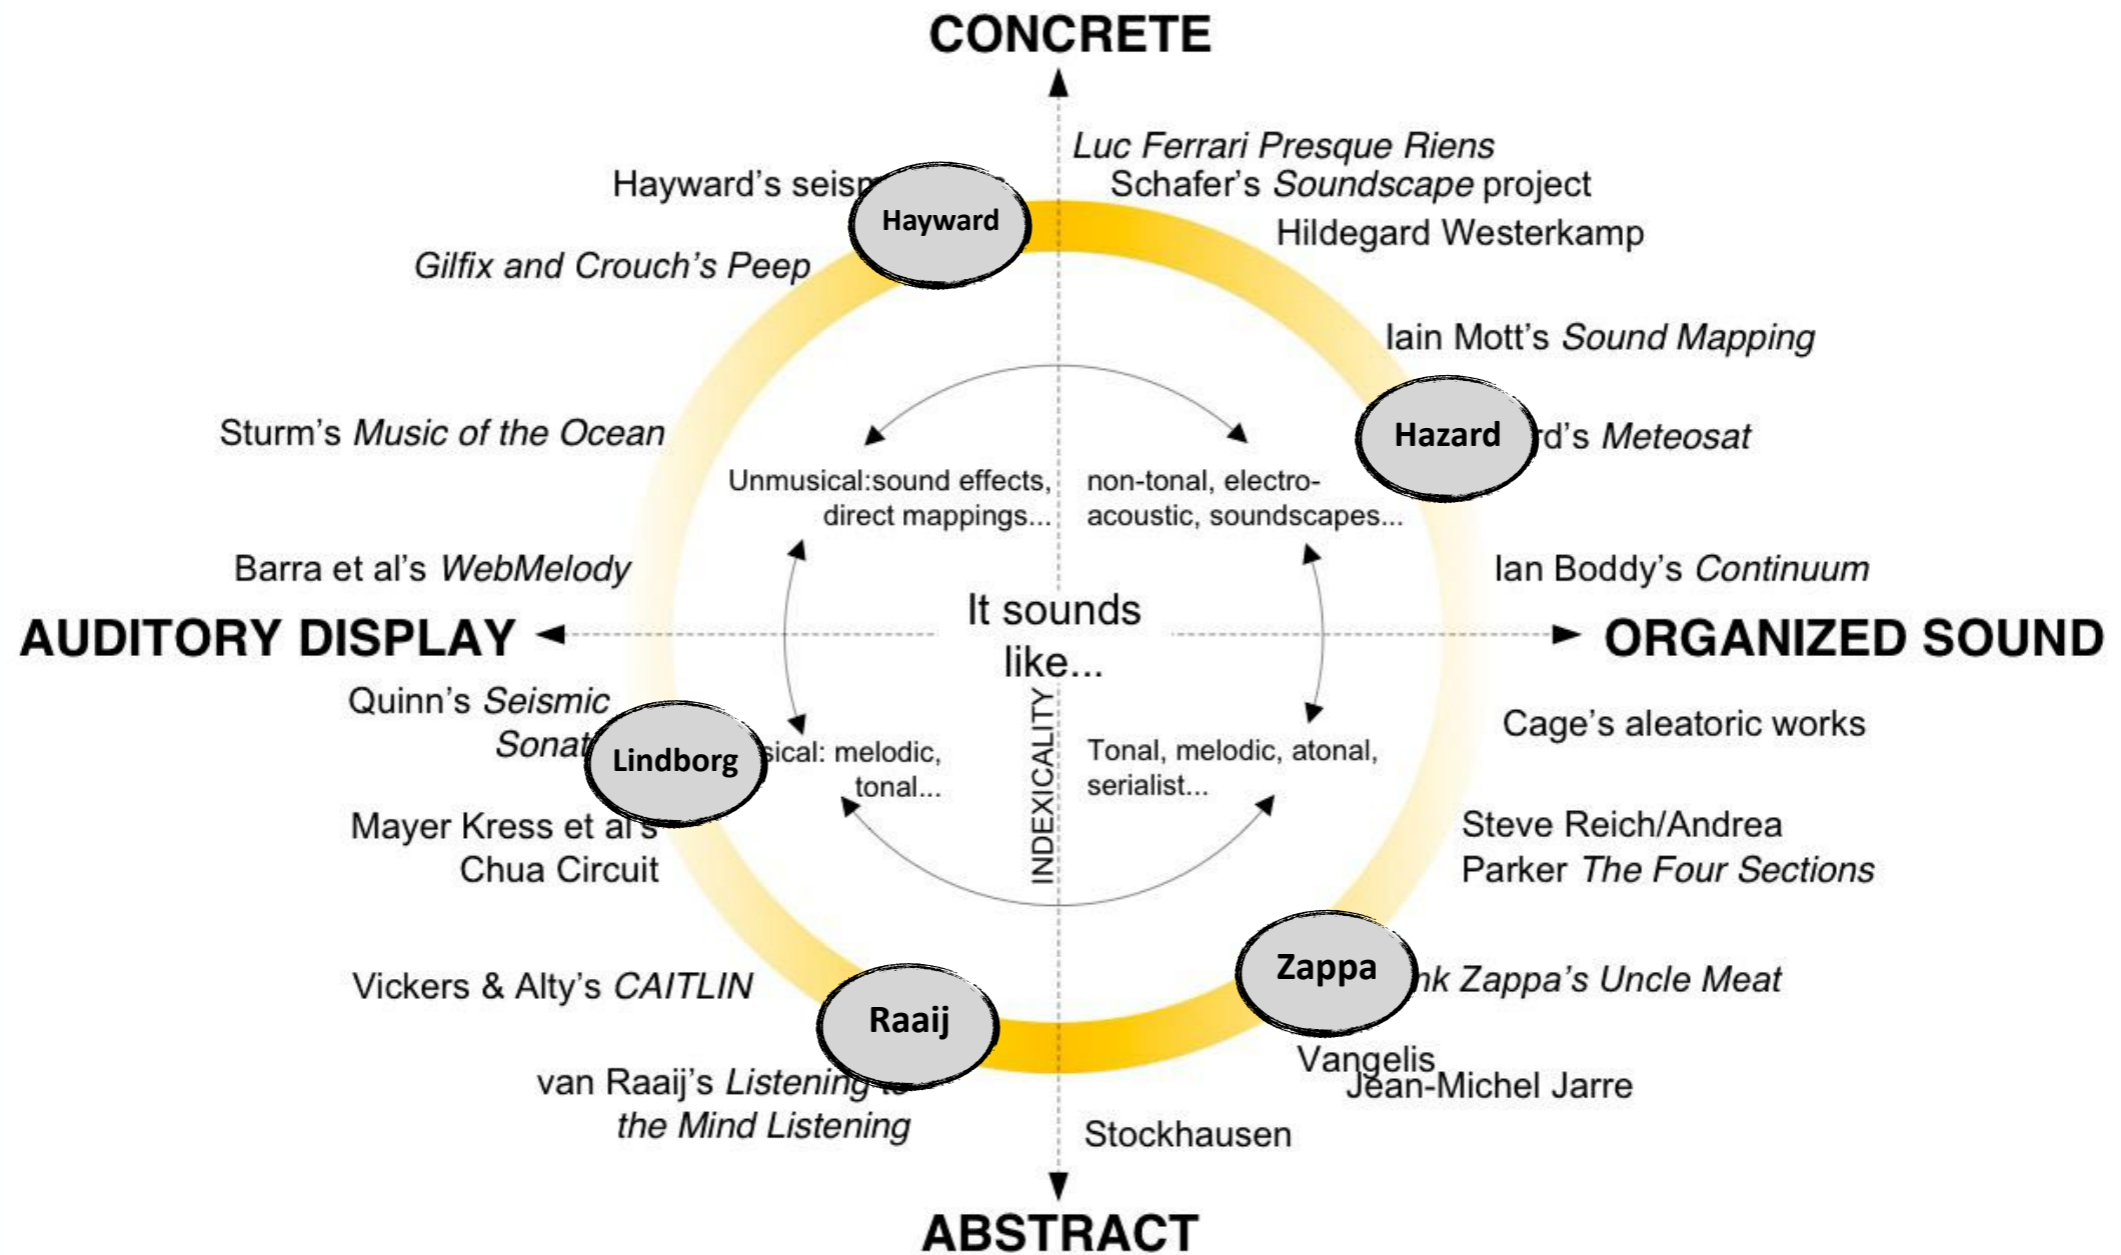 CONCRETE
Luc Ferrari Presque Riens
Hayward's
Schafer's Soundscape project
Hayward
Hildegard Westerkamp
Gilfix and Crouch's Peep
Iain Mott's Sound Mapping
Sturm's Music of the Ocean
Hazard
Meteosat
Unmusical:sound effects,
direct mappings...
non-tonal, electro-
acoustic, soundscapes...
Barra et al's WebMelody
Ian Boddy's Continuum
It sounds
like...
AUDITORY DISPLAY
ORGANIZED SOUND
INDEXICALITY
Quinn's Seismic
Cage's aleatoric works
Lindborg
melodic,
tonal...
Tonal, melodic, atonal,
serialist...
Mayer Kress et al's
Chua Circuit
Steve Reich/Andrea
Parker The Four Sections
Vickers & Alty's CAITLIN
Zappa
Zappa's Uncle Meat
Raaij
Vangelis
Jean-Michel Jarre
van Raaij's Listening
the Mind Listening
Stockhausen
ABSTRACT